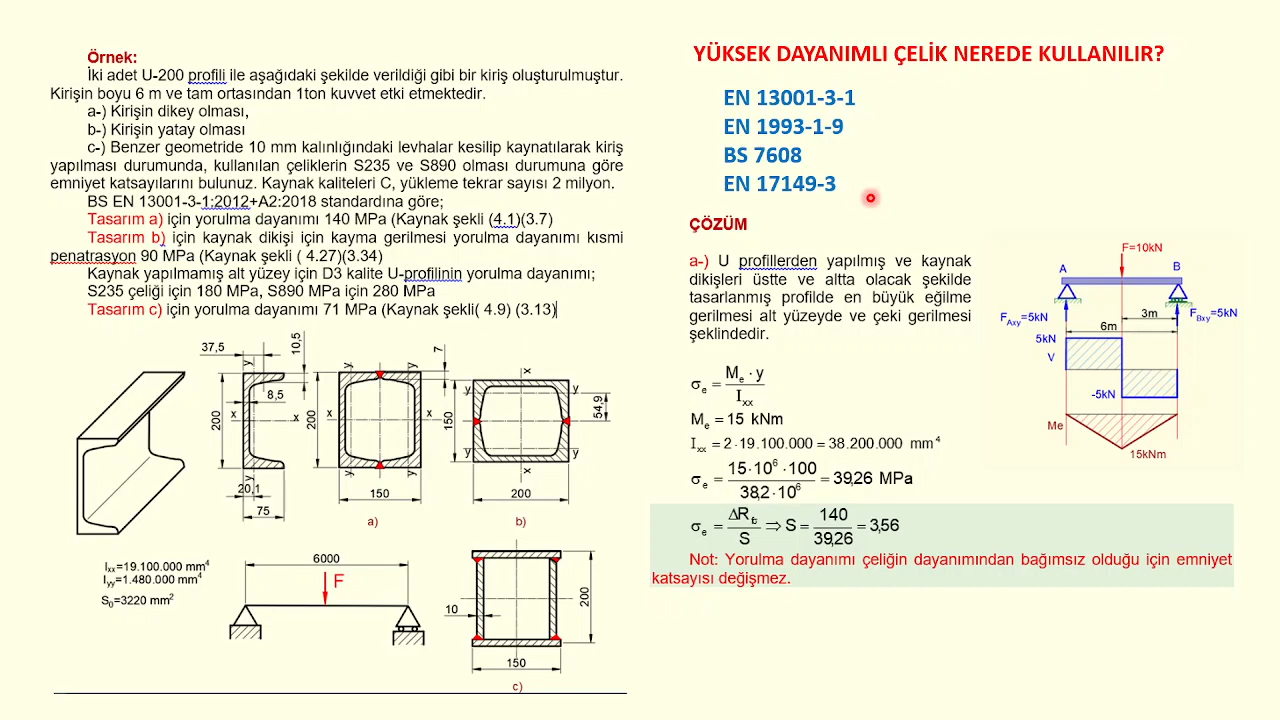 Örnek:
İki adet U-200 profili ile aşağıdaki şekilde verildiği gibi bir kiriş oluşturulmuştur.
Kirişin boyu 6 m ve tam ortasından 1ton kuvvet etki etmektedir.
a-) Kirişin dikey olması,
b-) Kirişin yatay olması
c-) Benzer geometride 10 mm kalınlığındaki levhalar kesilip kaynatılarak kiriş
yapılması durumunda, kullanılan çeliklerin S235 ve S890 olması durumuna göre
emniyet katsayılarını bulunuz. Kaynak kaliteleri C, yükleme tekrar sayısı 2 milyon.
BS EN 13001-3-1:2012+A2:2018 standardına göre;
Tasarım a) için yorulma dayanımı 140 MPa (Kaynak şekli (4.1)(3.7)
Tasarım b) için kaynak dikişi için kayma gerilmesi yorulma dayanımı kısmi
penatrasyon 90 MPa (Kaynak şekli ( 4.27)(3.34)
Kaynak yapılmamış alt yüzey için D3 kalite U-profilinin yorulma dayanımı;
S235 çeliği için 180 MPa, S890 MPa için 280 MPa
Tasarım c) için yorulma dayanımı 71 MPa (Kaynak şekli( 4.9) (3.13)
37,5
10,5
y
8,5
200
x
x
y
20,1
75
y y
7
200
x
y y
150
a)
x
y y
150
54,9
y y
x
200
b)
Ixx=19.100.000 mm⁴
Iyy=1.480.000 mm⁴
S₀=3220 mm²
6000
F
10
200
150
c)
YÜKSEK DAYANIMLI ÇELİK NEREDE KULLANILIR?
EN 13001-3-1
EN 1993-1-9
BS 7608
EN 17149-3
ÇÖZÜM
a-) U profillerden yapılmış ve kaynak
dikişleri üstte ve altta olacak şekilde
tasarlanmış profilde en büyük eğilme
gerilmesi alt yüzeyde ve çeki gerilmesi
şeklindedir.
σe = Me · y / Ixx
Me = 15 kNm
Ixx = 2·19.100.000 = 38.200.000 mm⁴
σe = 15·10⁶·100 / 38,2·10⁶ = 39,26 MPa
σe = ΔRfc / S ⇒ S = 140 / 39,26 = 3,56
Not: Yorulma dayanımı çeliğin dayanımından bağımsız olduğu için emniyet
katsayısı değişmez.
F=10kN
A
B
FAxy=5kN
FBxy=5kN
3m
6m
5kN
V
-5kN
Me
15kNm